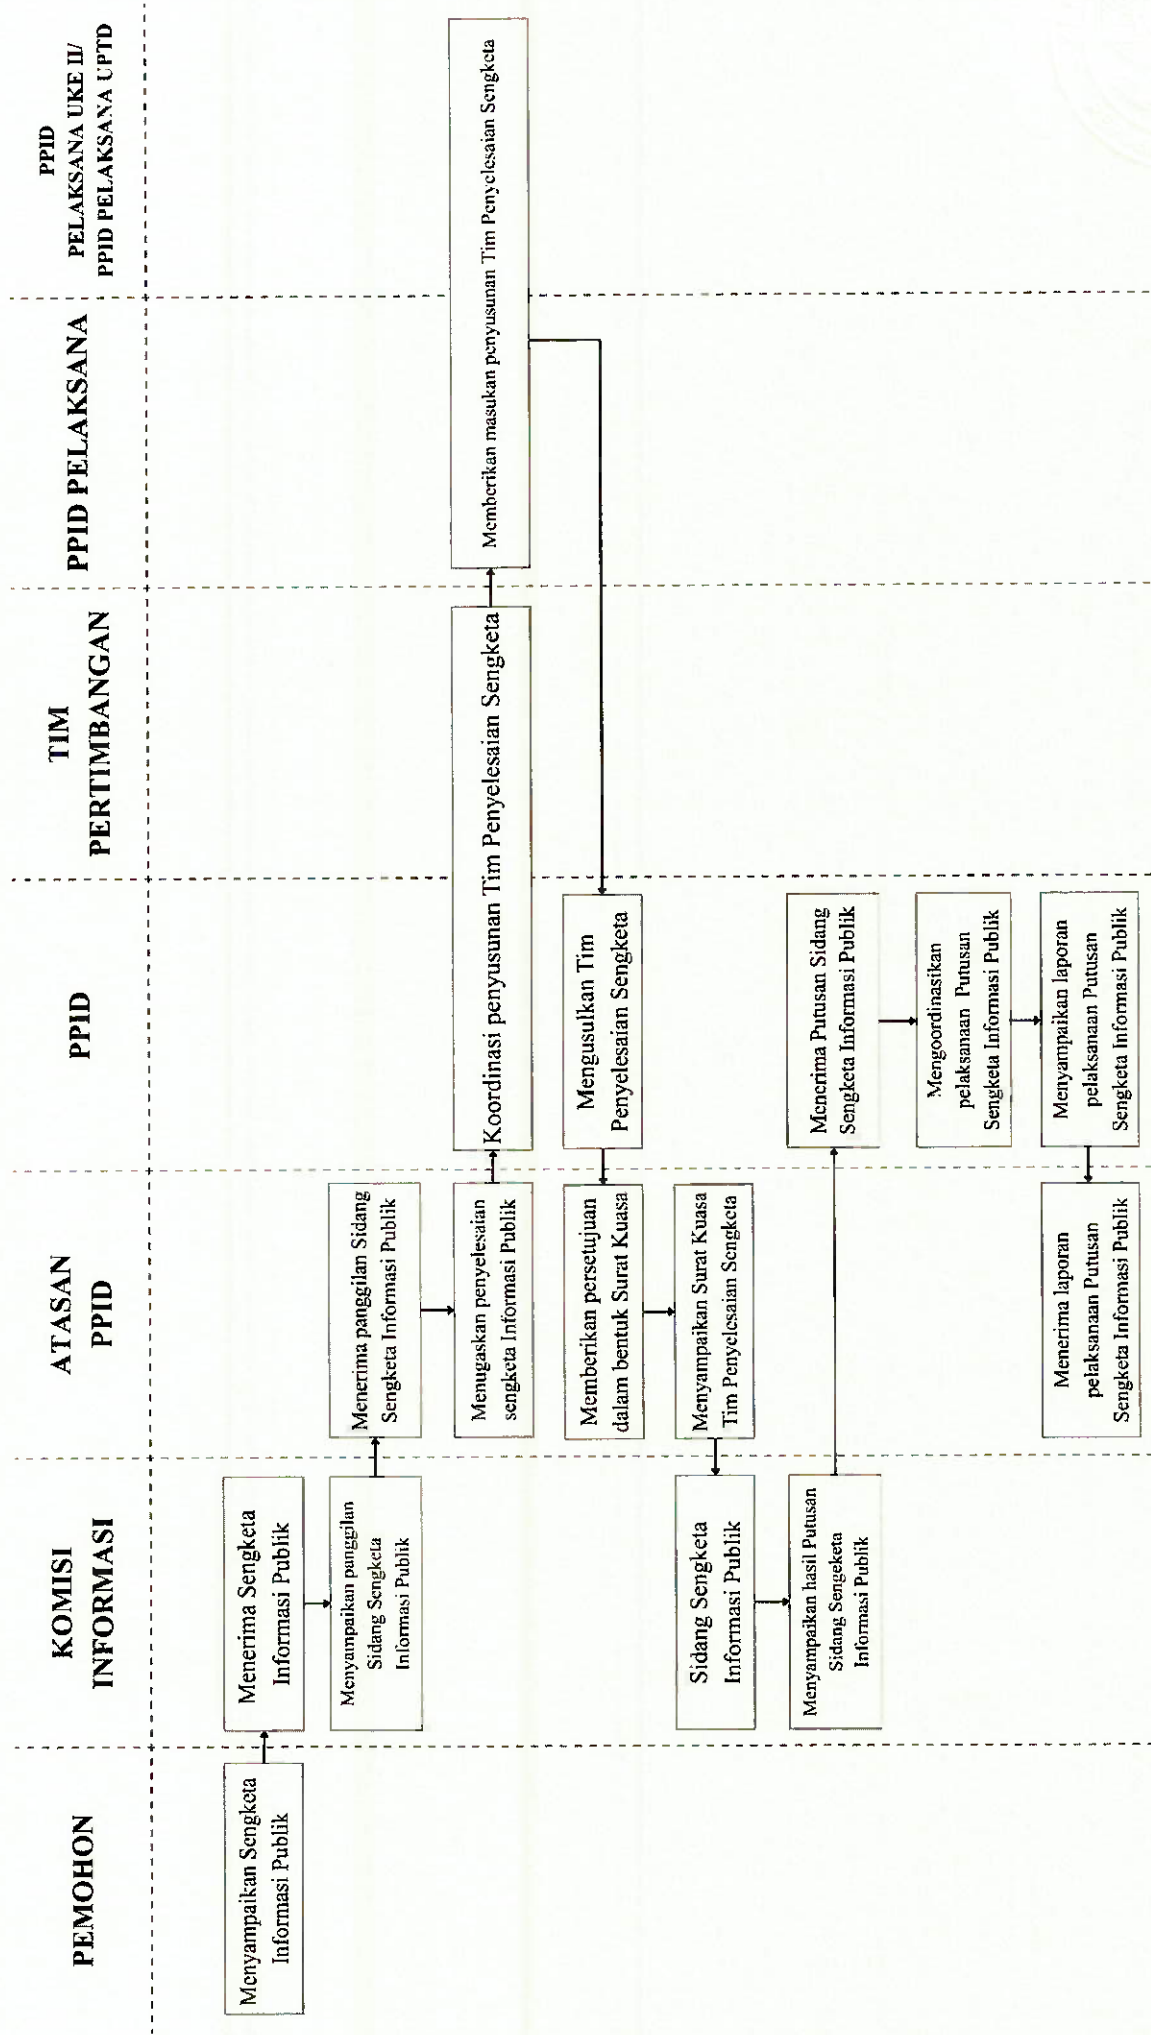 PEMOHON
KOMISI
INFORMASI
ATASAN
PPID
PPID
TIM
PERTIMBANGAN
PPID PELAKSANA
PPID
PELAKSANA UKE II/
PPID PELAKSANA UPTD
Menyampaikan Sengketa
Informasi Publik
Menerima Sengketa
Informasi Publik
Menyampaikan panggilan
Sidang Sengketa
Informasi Publik
Menerima panggilan Sidang
Sengketa Informasi Publik
Menugaskan penyelesaian
sengketa Informasi Publik
Koordinasi penyusunan Tim Penyelesaian Sengketa
Memberikan masukan penyusunan Tim Penyelesaian Sengketa
Mengusulkan Tim
Penyelesaian Sengketa
Memberikan persetujuan
dalam bentuk Surat Kuasa
Menyampaikan Surat Kuasa
Tim Penyelesaian Sengketa
Sidang Sengketa
Informasi Publik
Menyampaikan hasil Putusan
Sidang Sengeketa
Informasi Publik
Menerima Putusan Sidang
Sengketa Informasi Publik
Mengoordinasikan
pelaksanaan Putusan
Sengketa Informasi Publik
Menyampaikan laporan
pelaksanaan Putusan
Sengketa Informasi Publik
Menerima laporan
pelaksanaan Putusan
Sengketa Informasi Publik